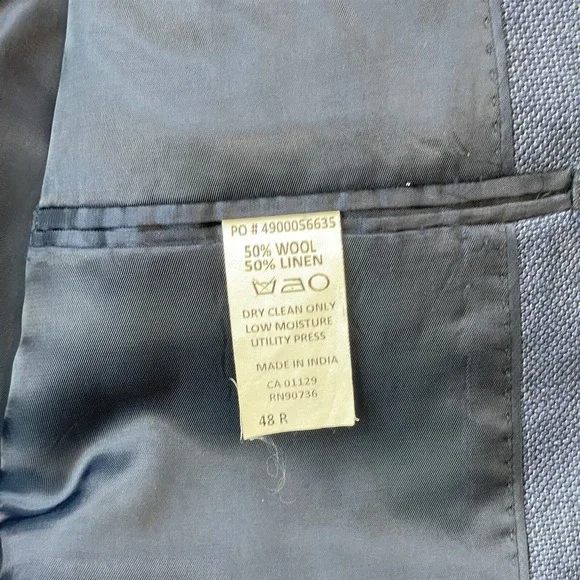 PO # 4900056635
50% WOOL
50% LINEN
DRY CLEAN ONLY
LOW MOISTURE
UTILITY PRESS
MADE IN INDIA
CA 01129
RN90736
48 R